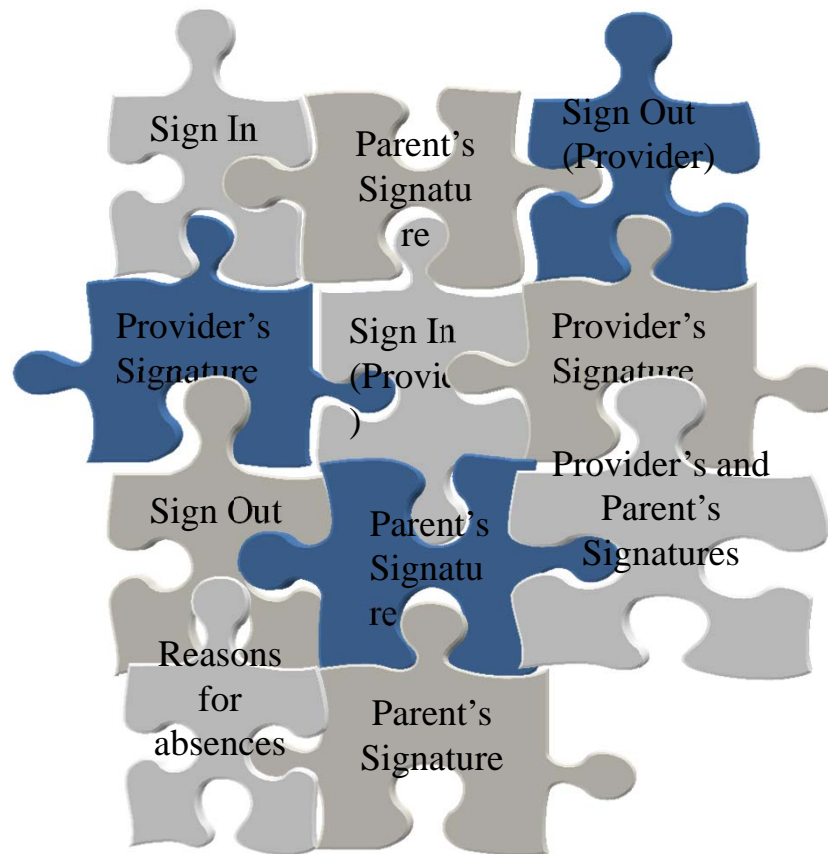 Sign In
Parent's
Signatu
re
Sign Out
(Provider)
Provider's
Signature
Sign In
(Provid
)
Provider's
Signature
Sign Out
Parent's
Signatu
re
Provider's and
Parent's
Signatures
Reasons
for
absences
Parent's
Signature